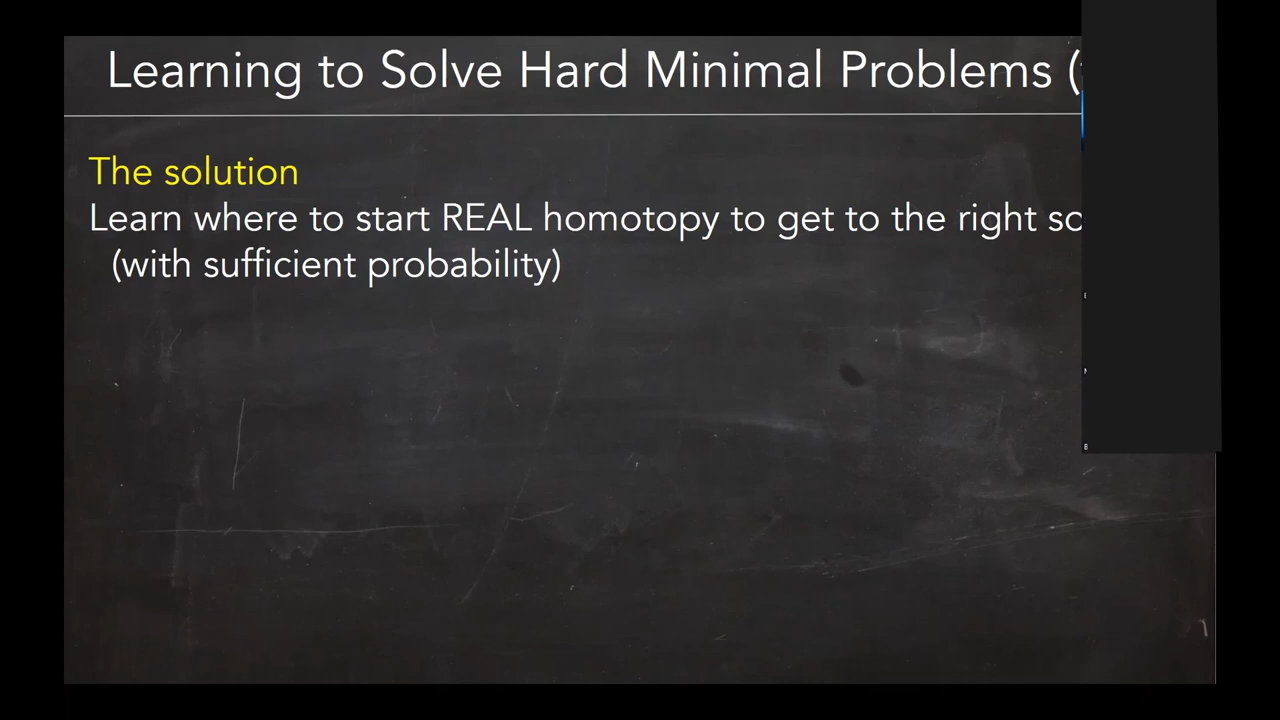 Learning to Solve Hard Minimal Problems (
The solution
Learn where to start REAL homotopy to get to the right
(with sufficient probability)